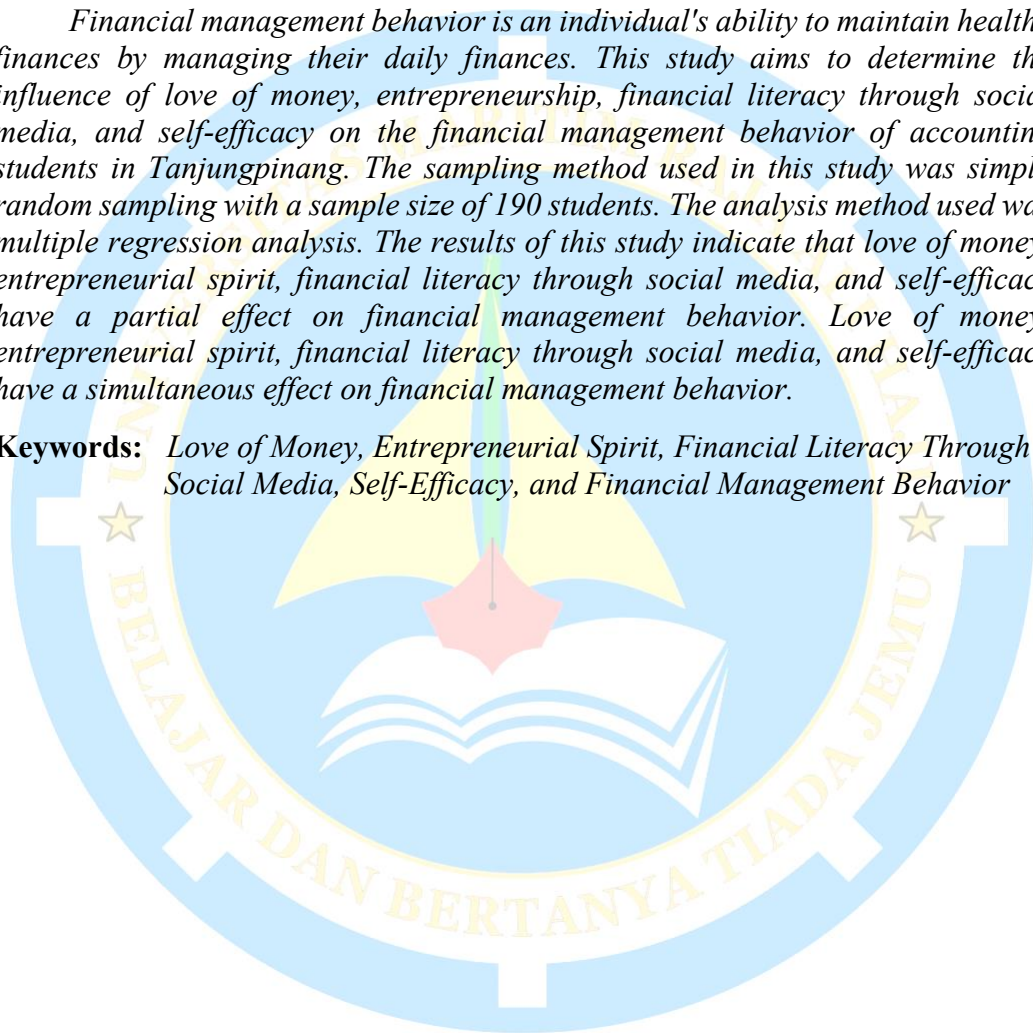 Financial management behavior is an individual's ability to maintain health
finances by managing their daily finances. This study aims to determine th
influence of love of money, entrepreneurship, financial literacy through socia
media, and self-efficacy on the financial management behavior of accountin
students in Tanjungpinang. The sampling method used in this study was simpl
random sampling with a sample size of 190 students. The analysis method used wa
multiple regression analysis. The results of this study indicate that love of money
entrepreneurial spirit, financial literacy through social media, and self-efficac
have a partial effect on financial management behavior. Love of money
entrepreneurial spirit, financial literacy through social media, and self-efficac
have a simultaneous effect on financial management behavior.
Keywords: Love of Money, Entrepreneurial Spirit, Financial Literacy Through
Social Media, Self-Efficacy, and Financial Management Behavior
UNIVERSITAS MARITIM RAJA ALI HAJI
BELAJAR DAN BERTANYA TIADA JEMU